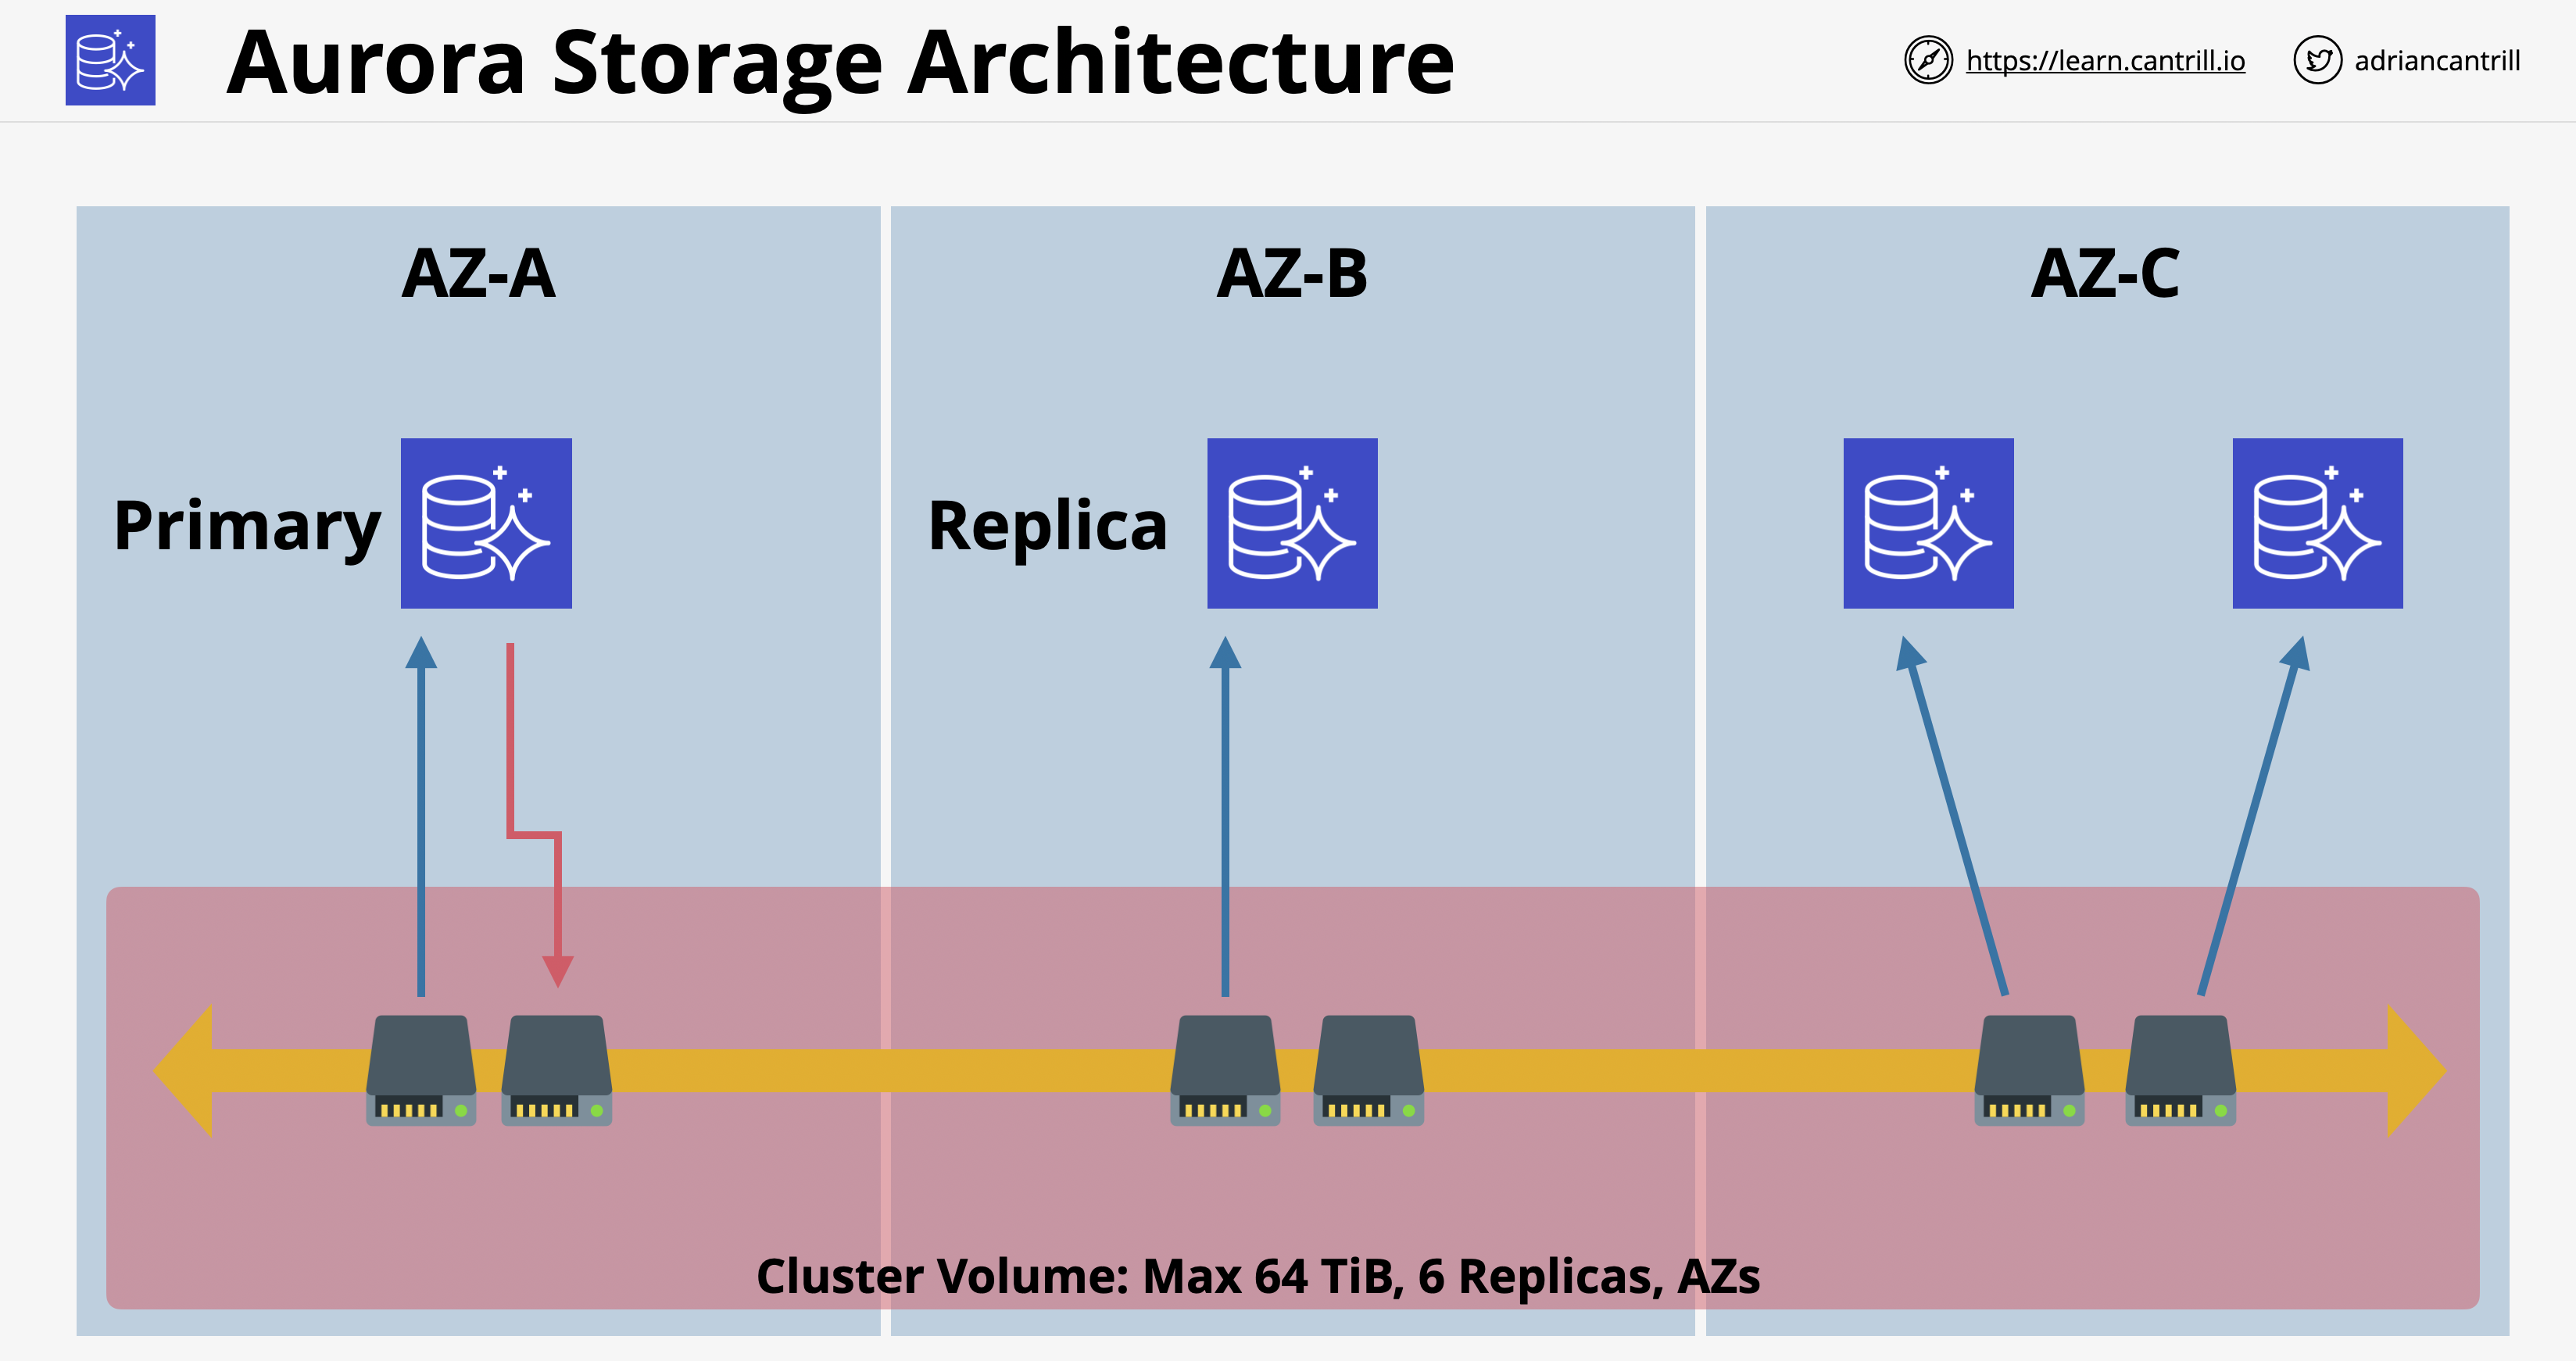 Aurora Storage Architecture
https://learn.cantrill.io
adriancantrill
AZ-A
AZ-B
AZ-C
Primary
Replica
Cluster Volume: Max 64 TiB, 6 Replicas, AZs